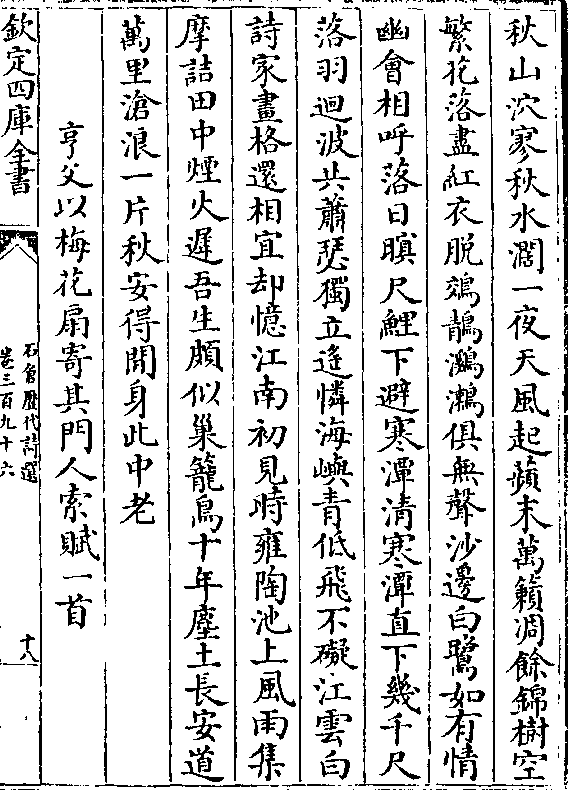 秋山泬寥秋水濶一夜天風起蘋末萬籟凋餘錦樹空
繁花落盡紅衣脱鵁鶄鸂鶒俱無聲沙邊白鷺如有情
幽會相呼落日暝尺鯉下避寒潭清寒潭直下幾千尺
落羽迴波共蕭瑟獨立遙憐海嶼青低飛不礙江雲白
詩家畫格還相宜却憶江南初見時雍陶池上風雨集
摩詰田中煙火遲吾生頗似巢籠鳥十年塵土長安道
萬里滄浪一片秋安得閒身此中老
亨父以梅花扇寄其門人索賦一首
欽定四庫全書
石倉歷代詩選
卷三百九十六
十八